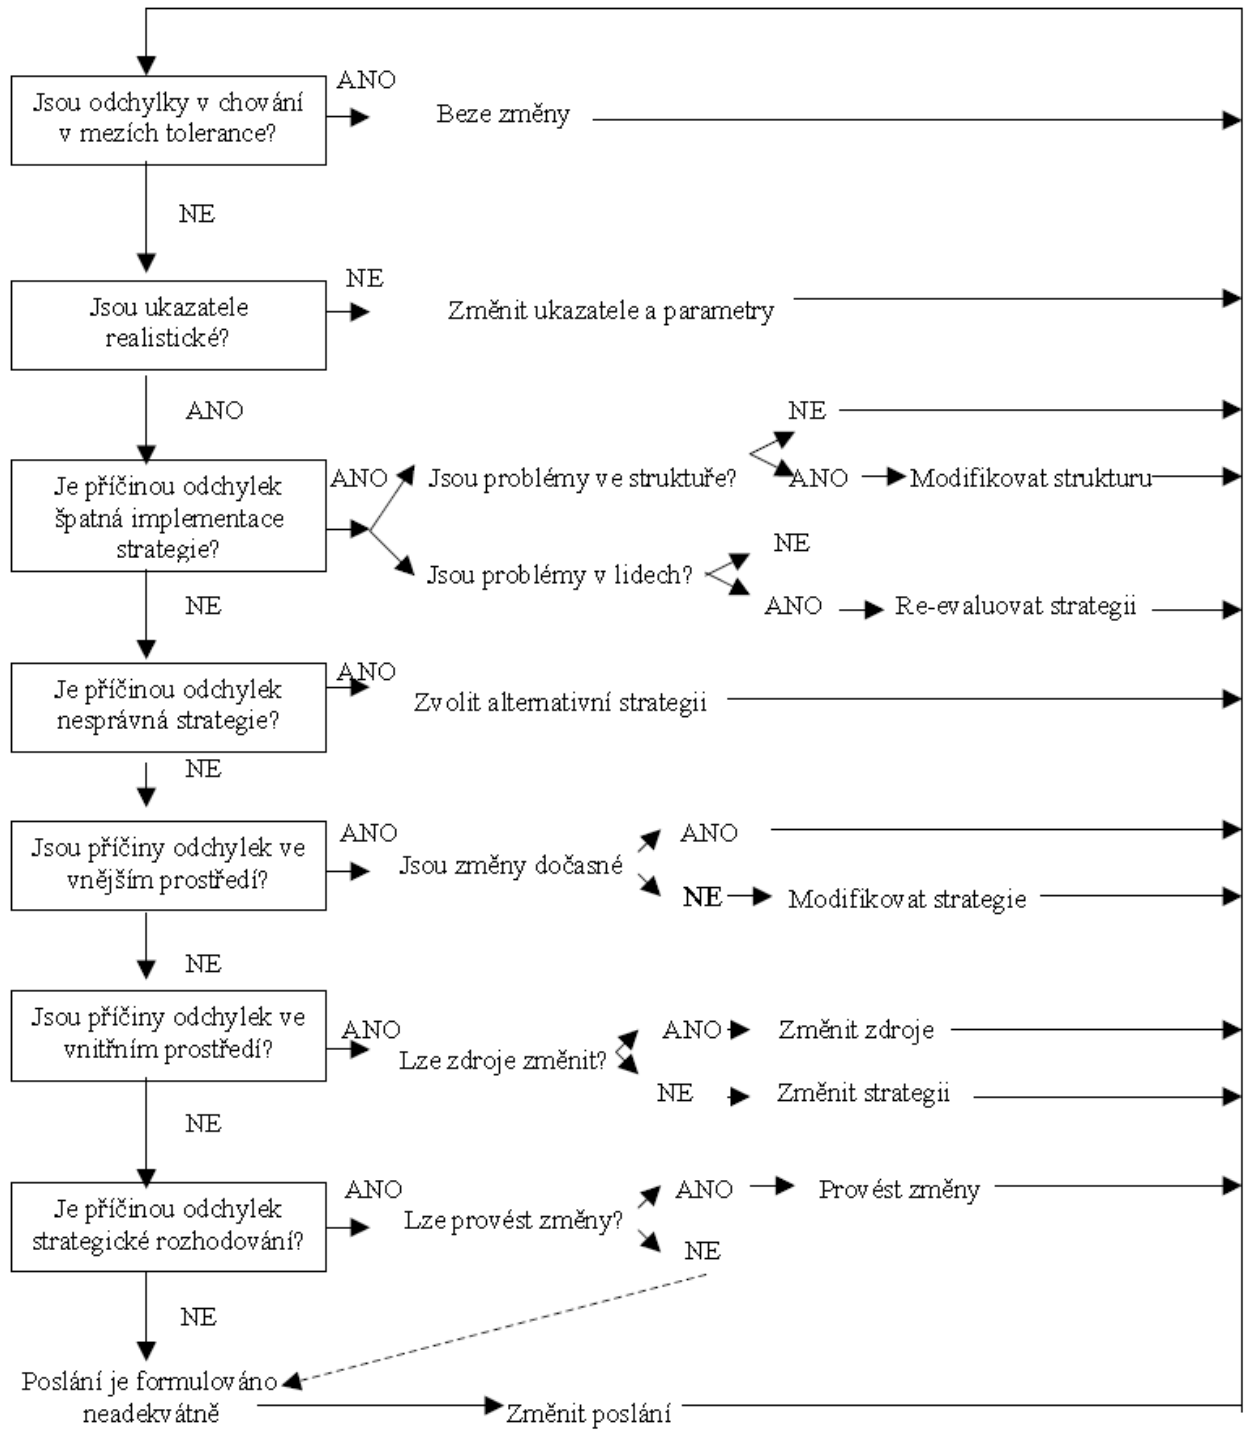 ANO
Jsou odchylky v chování
v mezích tolerance?
Beze změny
NE
NE
Jsou ukazatele
realistické?
Změnit ukazatele a parametry
ANO
NE
Je příčinou odchylek
špatná implementace
strategie?
ANO
Jsou problémy ve struktuře?
ANO
Modifikovat strukturu
NE
Jsou problémy v lidech?
ANO
Re-evaluovat strategii
NE
Je příčinou odchylek
nesprávná strategie?
ANO
Zvolit alternativní strategii
NE
Jsou příčiny odchylek ve
vnějším prostředí?
ANO
Jsou změny dočasné
ANO
NE
Modifikovat strategie
NE
Jsou příčiny odchylek ve
vnitřním prostředí?
ANO
Lze zdroje změnit?
ANO
Změnit zdroje
NE
Změnit strategii
NE
Je příčinou odchylek
strategické rozhodování?
ANO
Lze provést změny?
ANO
Provést změny
NE
NE
Poslání je formulováno
neadekvátně
Změnit poslání